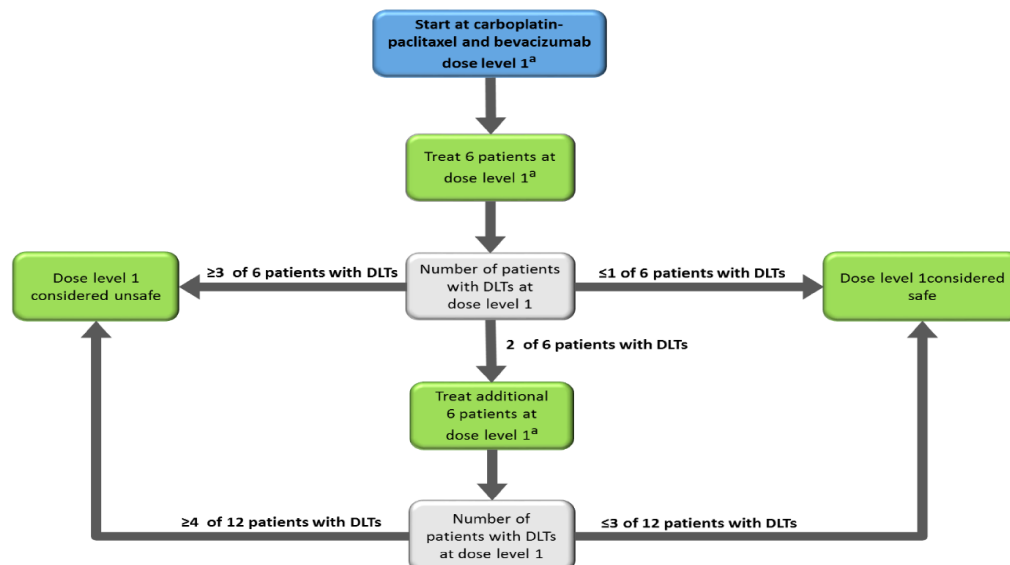 Start at carboplatin-
paclitaxel and bevacizumab
dose level 1a
Treat 6 patients at
dose level 1a
Dose level 1
considered unsafe
≥3 of 6 patients with DLTs
Number of patients
with DLTs at
dose level 1
≤1 of 6 patients with DLTs
Dose level 1considered
safe
2 of 6 patients with DLTs
Treat additional
6 patients at
dose level 1a
≥4 of 12 patients with DLTs
Number of
patients with DLTs
at dose level 1
≤3 of 12 patients with DLTs